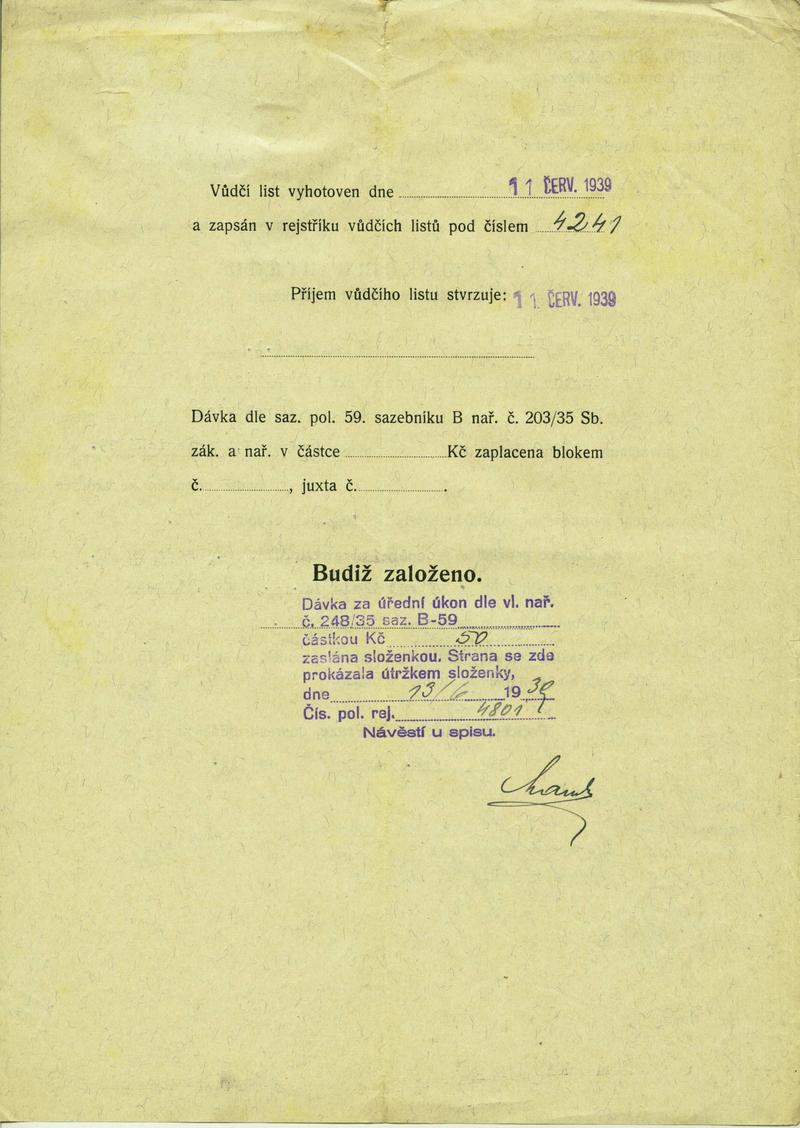 Vůdčí list vyhotoven dne 11 ČERV. 1939
a zapsán v rejstříku vůdčích listů pod číslem 4241
Příjem vůdčího listu stvrzuje: 11 ČERV. 1939
Dávka dle saz. pol. 59. sazebníku B nař. č. 203/35 Sb.
zák. a nař. v částce Kč zaplacena blokem
č. , juxta č. .
Budiž založeno.
Dávka za úřední úkon dle vl. nař.
č. 248/35 saz. B-59
částkou Kč 50
zaslána složenkou. Strana se zde
prokázala útržkem složenky,
dne 13/6 1939
Čís. pol. rej. 4801
Návěstí u spisu.